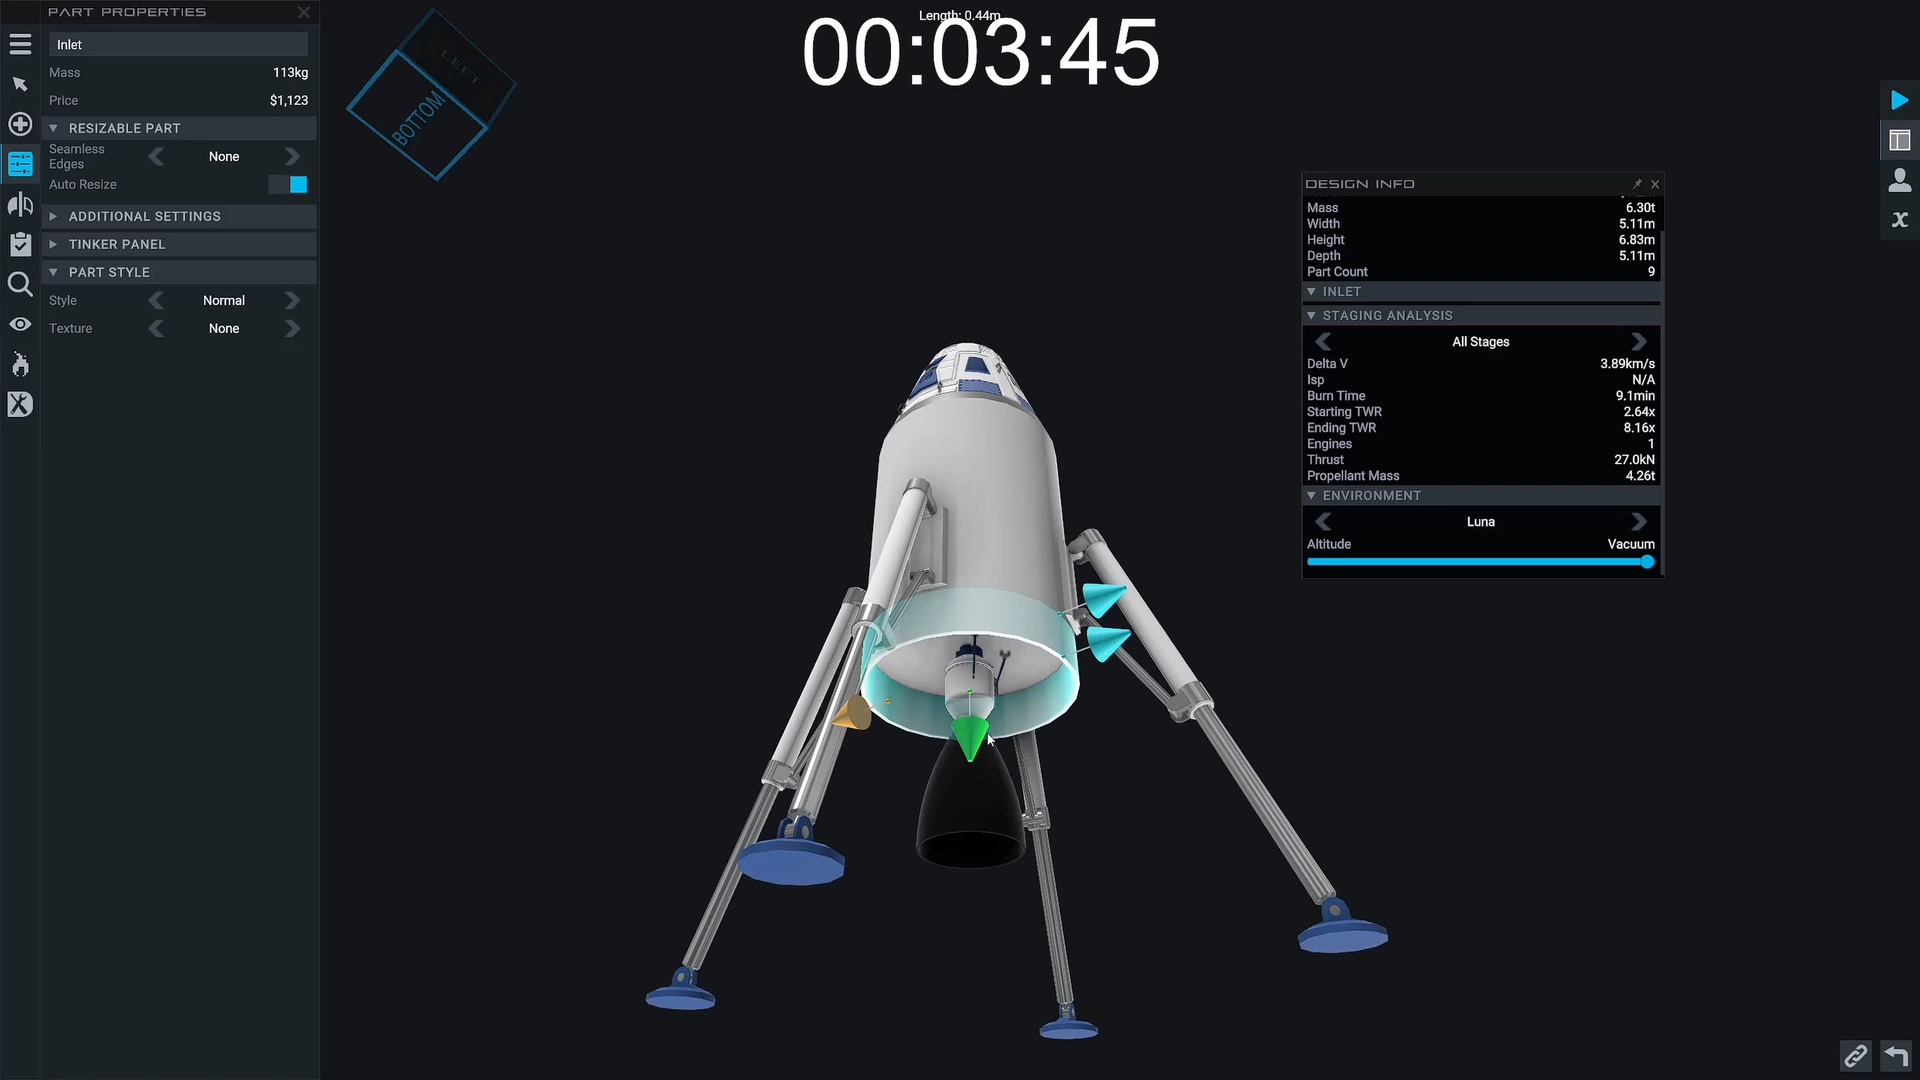 PART PROPERTIES
Inlet
Mass 113kg
Price $1,123
RESIZABLE PART
Seamless
Edges
None
Auto Resize
ADDITIONAL SETTINGS
TINKER PANEL
PART STYLE
Style Normal
Texture None
LEFT
BOTTOM
Length: 0.44m
00:03:45
DESIGN INFO
Mass 6.30t
Width 5.11m
Height 6.83m
Depth 5.11m
Part Count 9
INLET
STAGING ANALYSIS
All Stages
Delta V 3.89km/s
Isp N/A
Burn Time 9.1min
Starting TWR 2.64x
Ending TWR 8.16x
Engines 1
Thrust 27.0kN
Propellant Mass 4.26t
ENVIRONMENT
Luna
Altitude Vacuum
x